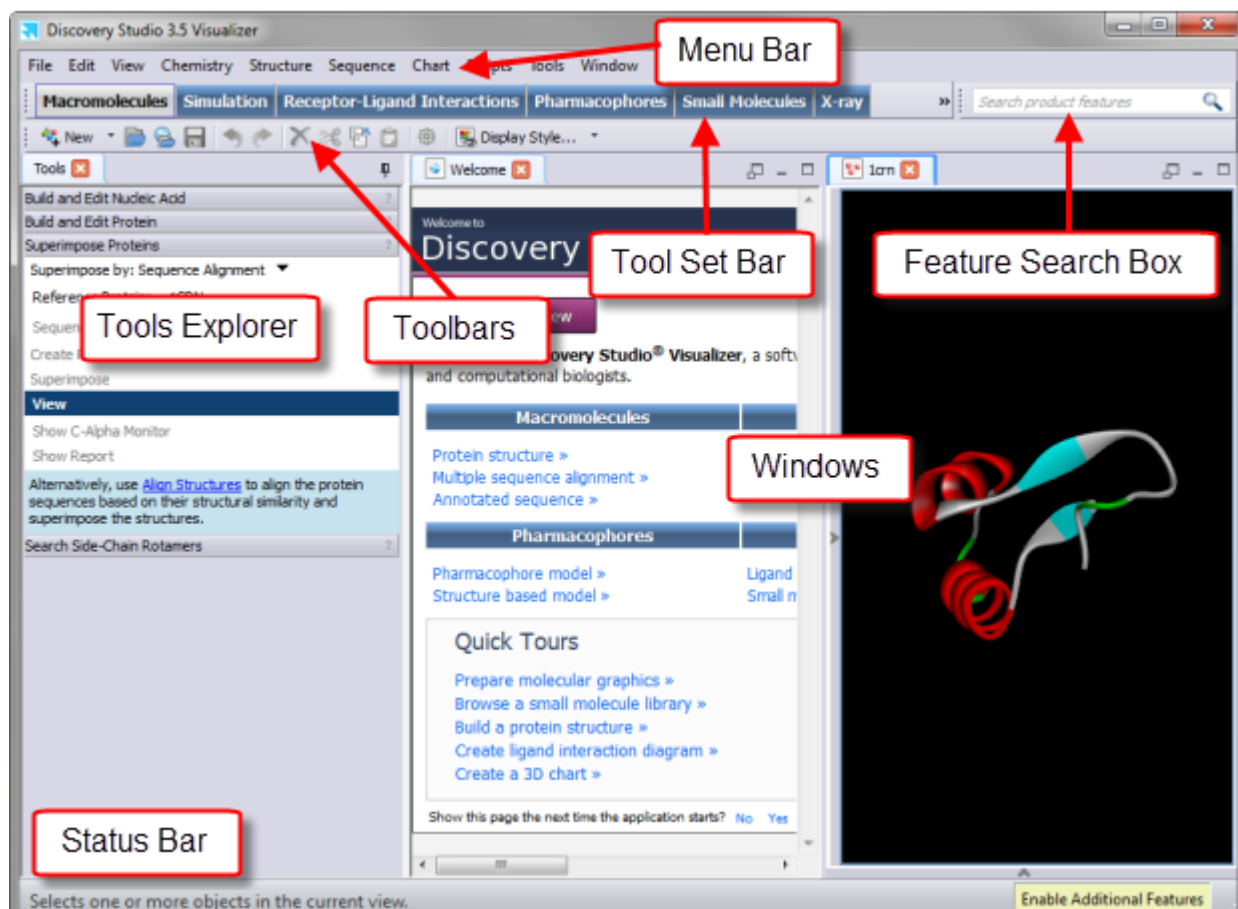 Discovery Studio 3.5 Visualizer
Menu Bar
File Edit View Chemistry Structure Sequence Chart Tools Window
Macromolecules Simulation Receptor-Ligand Interactions Pharmacophores Small Molecules X-ray » Search product features
New Display Style...
Tools Welcome 1crn
Build and Edit Nucleic Acid ?
Build and Edit Protein
Superimpose Proteins ?
Superimpose by: Sequence Alignment
Tools Explorer
Toolbars
Tool Set Bar
Feature Search Box
Superimpose
View
Show C-Alpha Monitor
Show Report
Alternatively, use Align Structures to align the protein
sequences based on their structural similarity and
superimpose the structures.
Search Side-Chain Rotamers ?
Welcome to
Discovery
Studio® Visualizer, a
and computational biologists.
Macromolecules
Protein structure »
Multiple sequence alignment »
Annotated sequence »
Windows
Pharmacophores
Pharmacophore model » Ligand
Structure based model » Small
Quick Tours
Prepare molecular graphics »
Browse a small molecule library »
Build a protein structure »
Create ligand interaction diagram »
Create a 3D chart »
Show this page the next time the application starts? No Yes
Status Bar
Selects one or more objects in the current view.
Enable Additional Features